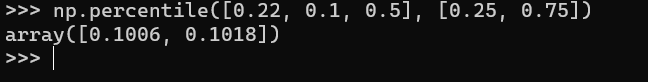 >>> np.percentile([0.22, 0.1, 0.5], [0.25, 0.75])
array([0.1006, 0.1018])
>>>